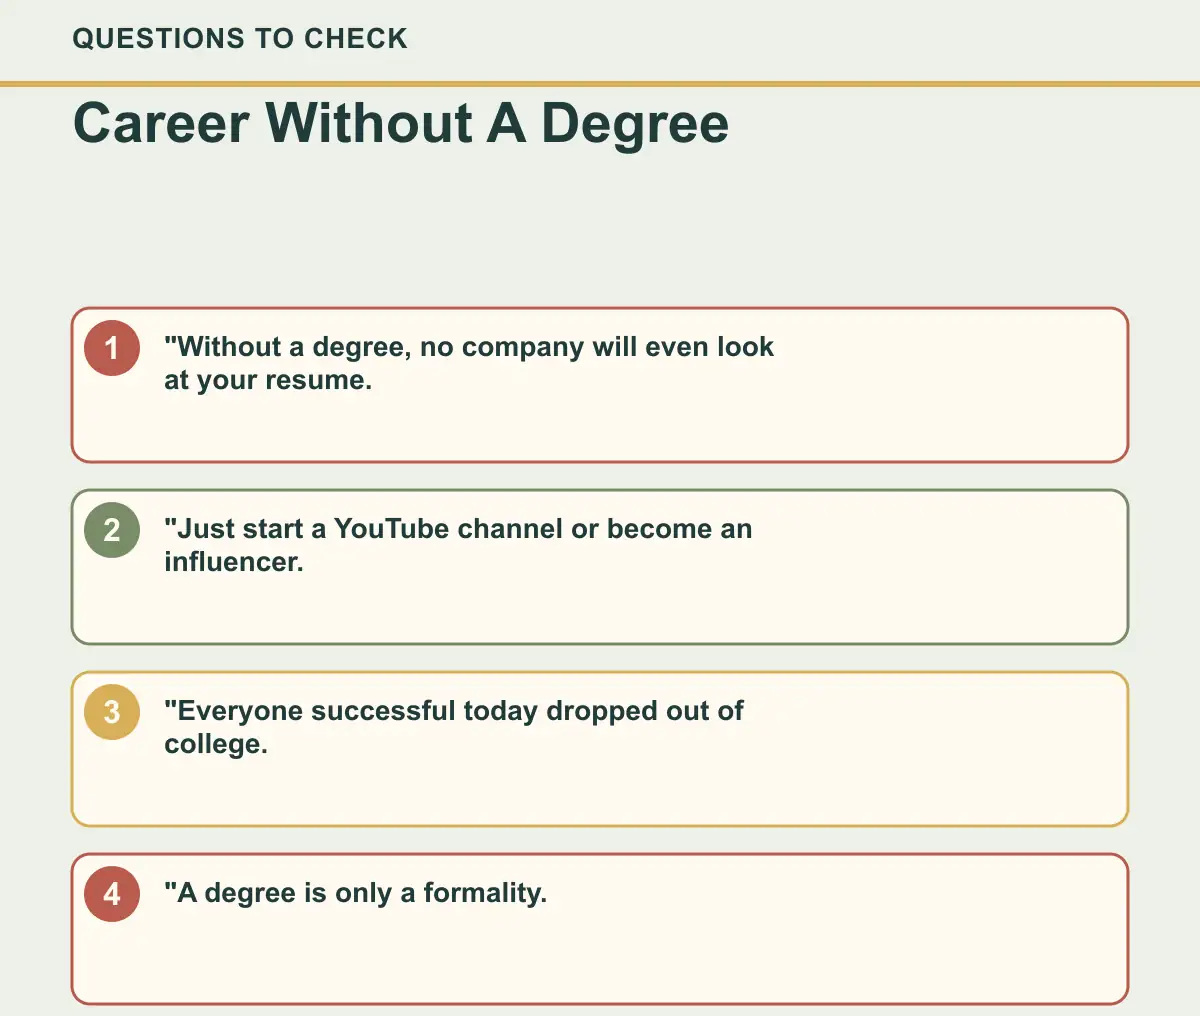 QUESTIONS TO CHECK
Career Without A Degree
1
"Without a degree, no company will even look
at your resume.
2
"Just start a YouTube channel or become an
influencer.
3
"Everyone successful today dropped out of
college.
4
"A degree is only a formality.